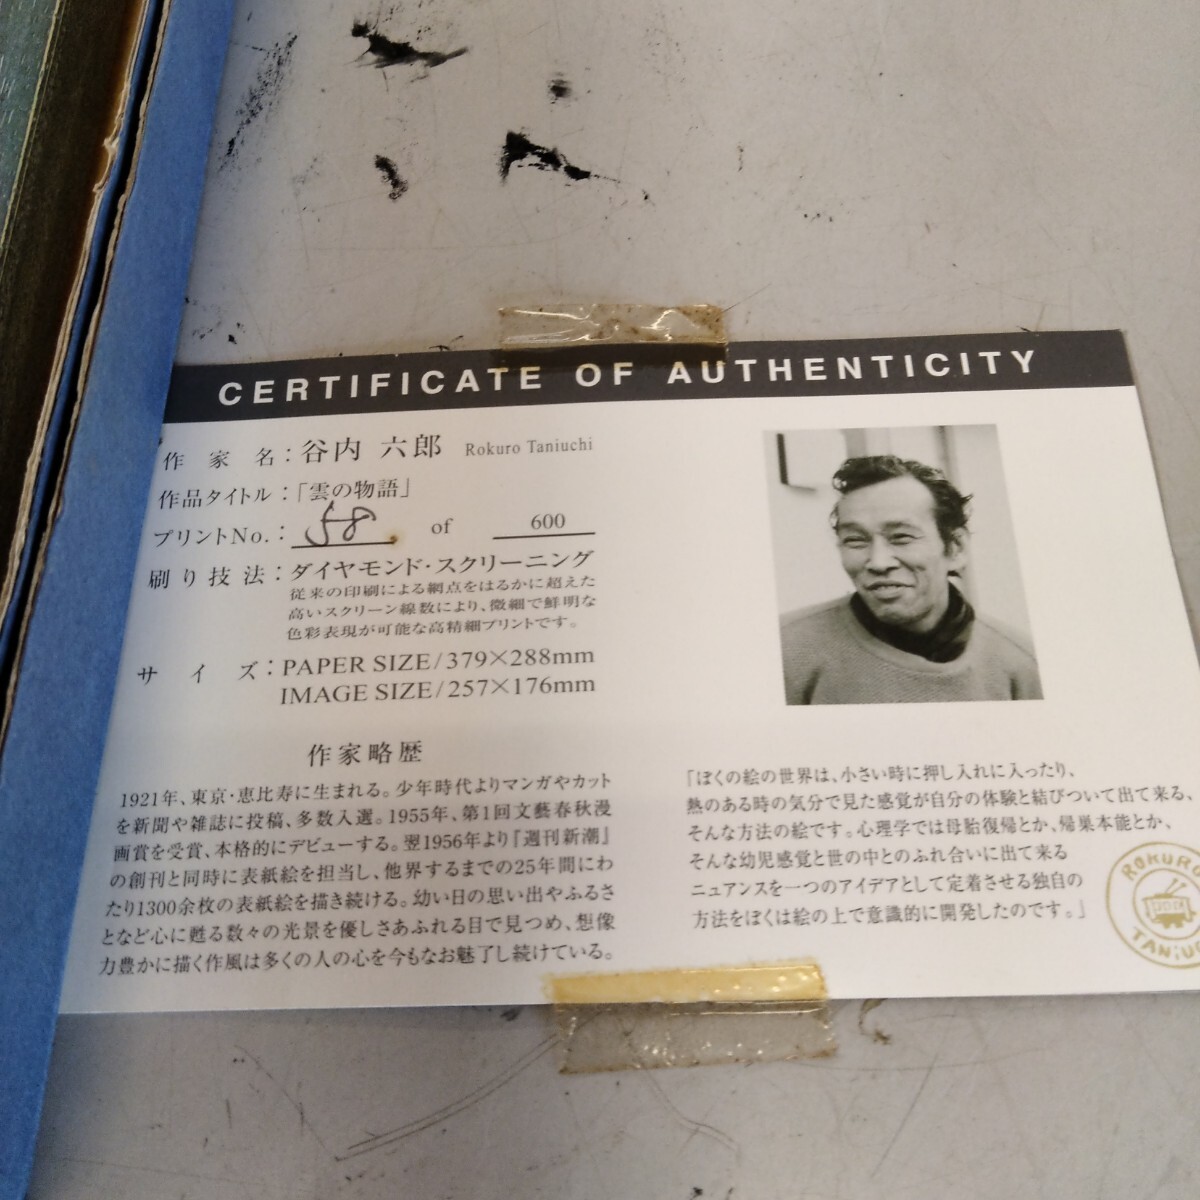 CERTIFICATE OF AUTHENTICITY
作家名：谷内 六郎 Rokuro Taniuchi
作品タイトル：「雲の物語」
プリントNo.：58 of 600
刷り技法：ダイヤモンド・スクリーニング
従来の印刷による網点をはるかに超えた
高いスクリーン線数により、微細で鮮明な
色彩表現が可能な高精細プリントです。
サイズ：PAPER SIZE/379×288mm
IMAGE SIZE/257×176mm
作家略歴
1921年、東京・恵比寿に生まれる。少年時代よりマンガやカット
を新聞や雑誌に投稿、多数入選。1955年、第1回文藝春秋漫
画賞を受賞、本格的にデビューする。翌1956年より『週刊新潮』
の創刊と同時に表紙絵を担当し、他界するまでの25年間にわ
たり1300余枚の表紙絵を描き続ける。幼い日の思い出やふるさ
となど心に甦る数々の光景を優しさあふれる目で見つめ、想像
力豊かに描く作風は多くの人の心を今もなお魅了し続けている。
「ぼくの絵の世界は、小さい時に押し入れに入ったり、
熱のある時の気分で見た感覚が自分の体験と結びついて出て来る、
そんな方法の絵です。心理学では母胎復帰とか、帰巣本能とか、
そんな幼児感覚と世の中とのふれ合いに出て来る
ニュアンスを一つのアイデアとして定着させる独自の
方法をぼくは絵の上で意識的に開発したのです。」
ROKURO
TANiU